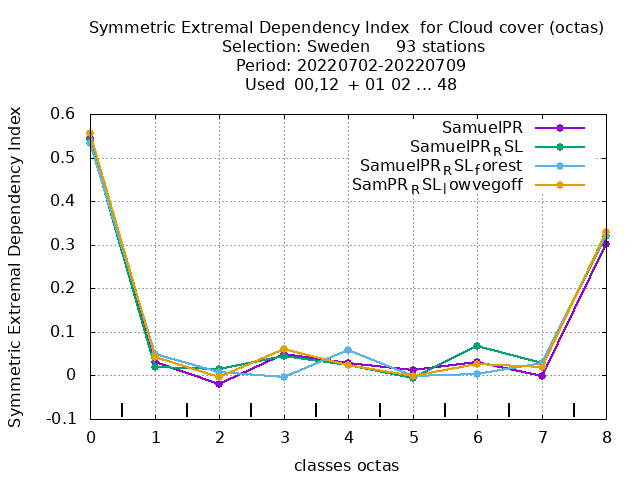 Symmetric Extremal Dependency Index for Cloud cover (octas)
Selection: Sweden 93 stations
Period: 20220702-20220709
Used 00,12 + 01 02 ... 48
Symmetric Extremal Dependency Index
0.6
0.5
0.4
0.3
0.2
0.1
0
-0.1
SamuelPR
SamuelPR_RSL
SamuelPR_RSL_forest
SamPR_RSL_lowvegoff
0 1 2 3 4 5 6 7 8
classes octas